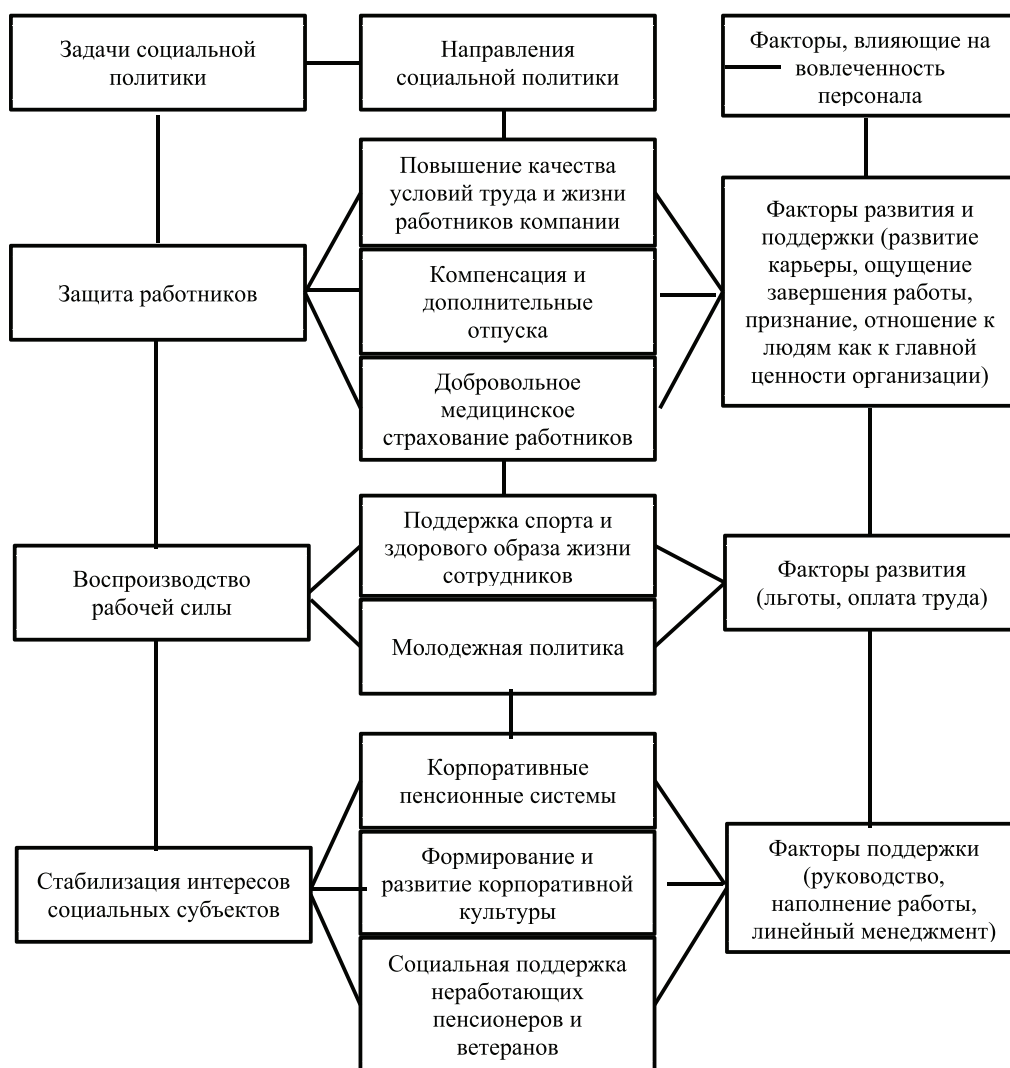 Задачи социальной
политики
Направления
социальной политики
Факторы, влияющие на
вовлеченность
персонала
Повышение качества
условий труда и жизни
работников компании
Защита работников
Компенсация и
дополнительные
отпуска
Добровольное
медицинское
страхование работников
Факторы развития и
поддержки (развитие
карьеры, ощущение
завершения работы,
признание, отношение к
людям как к главной
ценности организации)
Воспроизводство
рабочей силы
Поддержка спорта и
здорового образа жизни
сотрудников
Молодежная политика
Факторы развития
(льготы, оплата труда)
Стабилизация интересов
социальных субъектов
Корпоративные
пенсионные системы
Формирование и
развитие корпоративной
культуры
Социальная поддержка
неработающих
пенсионеров и
ветеранов
Факторы поддержки
(руководство,
наполнение работы,
линейный менеджмент)